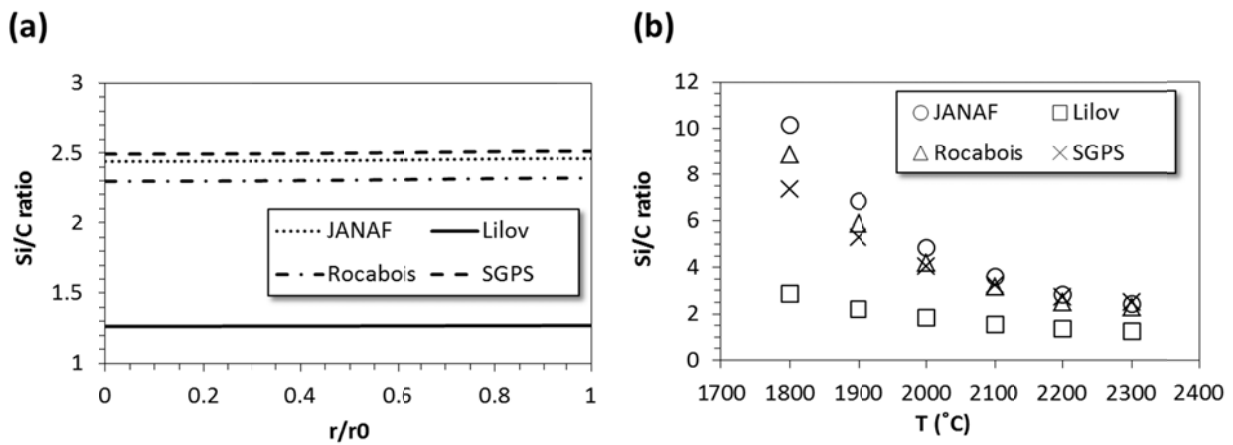 (a)
3
2.5
2
1.5
1
Si/C ratio
JANAF
Lilov
Rocabois
SGPS
0
0.2
0.4
0.6
0.8
1
r/r0
(b)
12
10
8
6
4
2
0
Si/C ratio
JANAF
Lilov
Rocabois
SGPS
1700
1800
1900
2000
2100
2200
2300
2400
T (˚C)